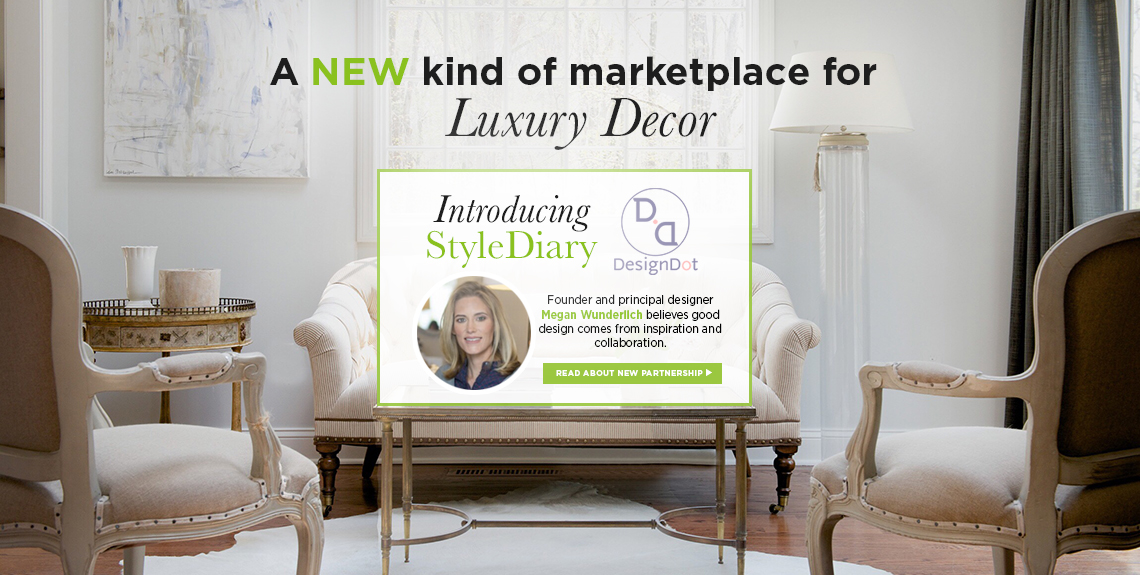 A NEW kind of marketplace for
Luxury Decor
Introducing
StyleDiary
D.D
DesignDot
Founder and principal designer
Megan Wunderlich believes good
design comes from inspiration and
collaboration.
READ ABOUT NEW PARTNERSHIP